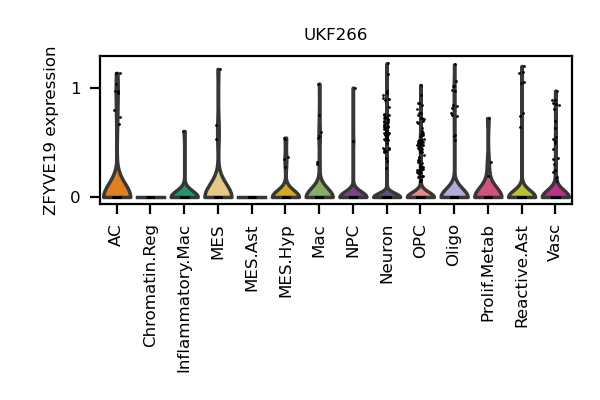 UKF266
ZFYVE19 expression
1
0
AC
Chromatin.Reg
Inflammatory.Mac
MES
MES.Ast
MES.Hyp
Mac
NPC
Neuron
OPC
Oligo
Prolif.Metab
Reactive.Ast
Vasc